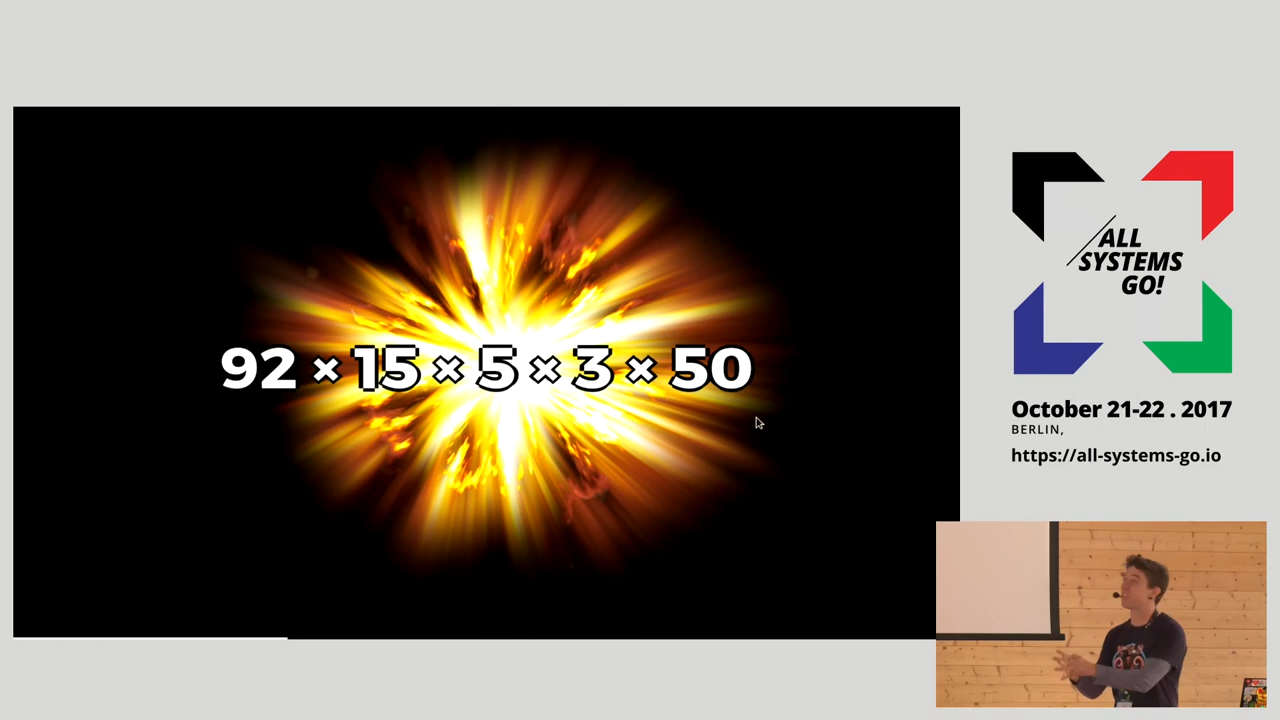 92 × 15 × 5 × 3 × 50
ALL
SYSTEMS
GO!
October 21-22 . 2017
BERLIN,
https://all-systems-go.io